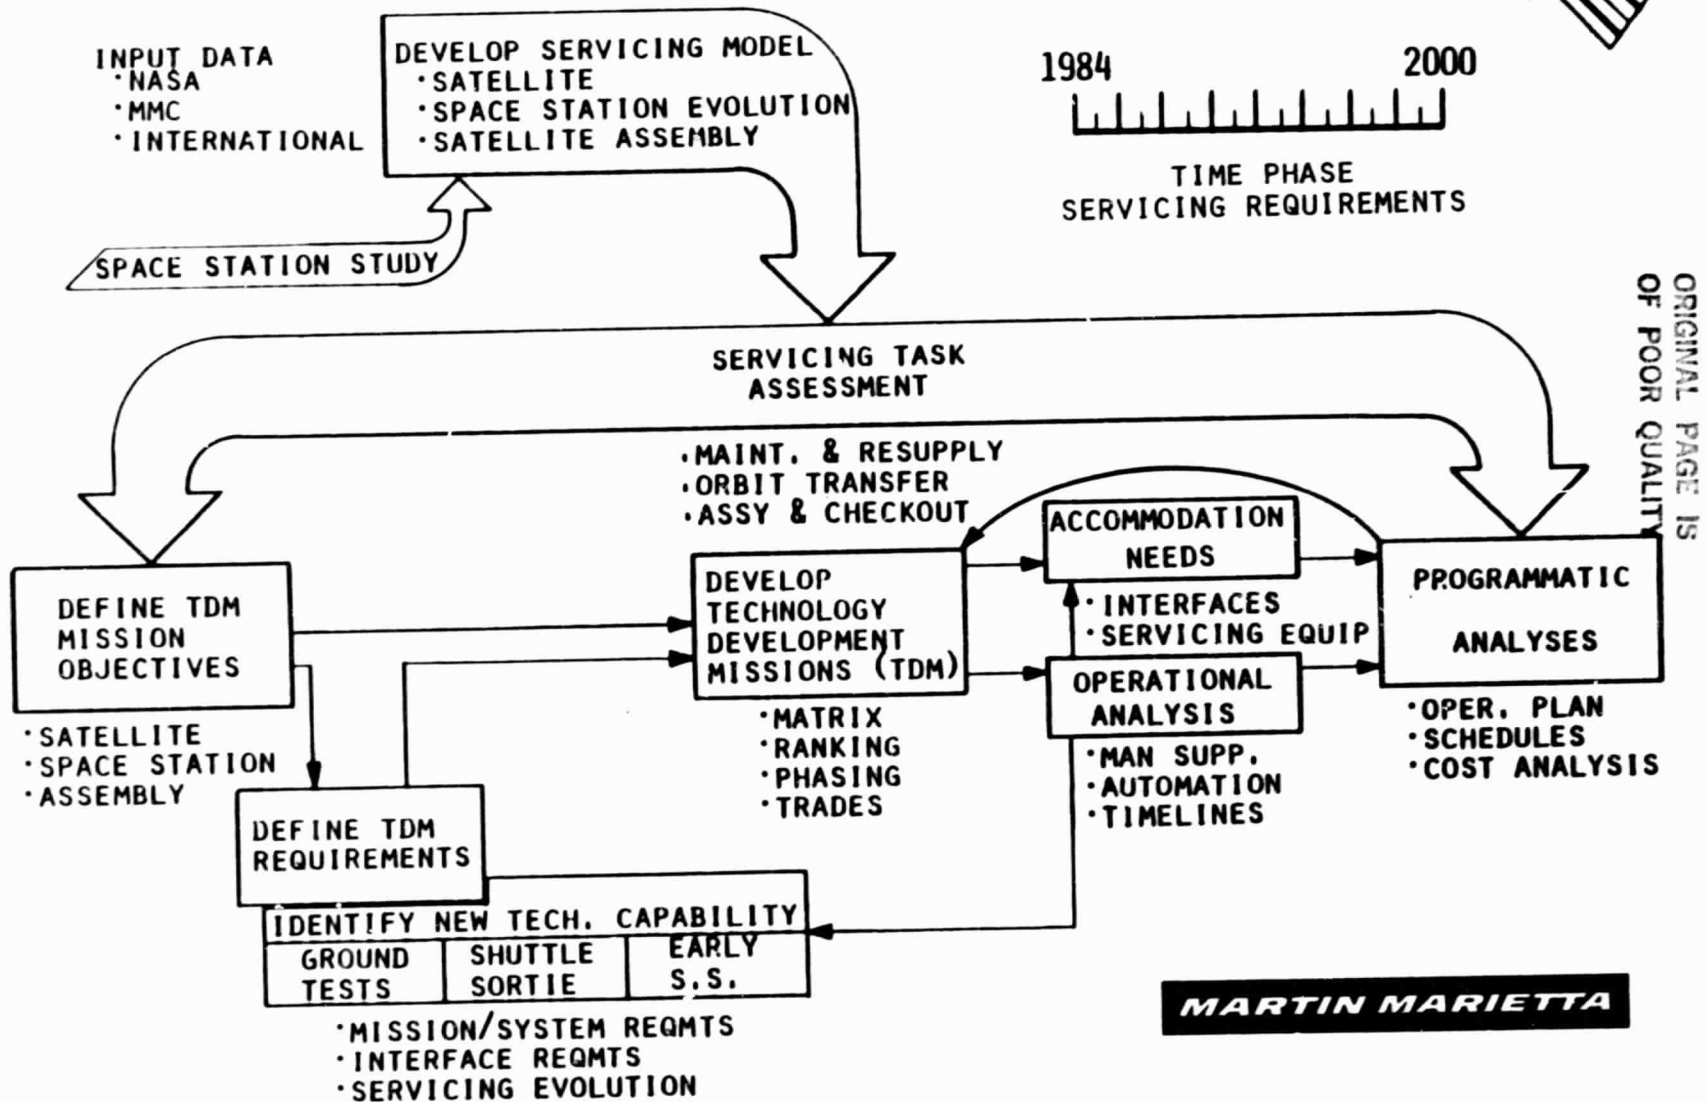 INPUT DATA
·NASA
·MMC
·INTERNATIONAL
DEVELOP SERVICING MODEL
·SATELLITE
·SPACE STATION EVOLUTION
·SATELLITE ASSEMBLY
1984 2000
TIME PHASE
SERVICING REQUIREMENTS
SPACE STATION STUDY
ORIGINAL PAGE IS
OF POOR QUALITY
SERVICING TASK
ASSESSMENT
·MAINT. & RESUPPLY
·ORBIT TRANSFER
·ASSY & CHECKOUT
DEFINE TDM
MISSION
OBJECTIVES
·SATELLITE
·SPACE STATION
·ASSEMBLY
DEVELOP
TECHNOLOGY
DEVELOPMENT
MISSIONS (TDM)
·MATRIX
·RANKING
·PHASING
·TRADES
ACCOMMODATION
NEEDS
·INTERFACES
·SERVICING EQUIP
OPERATIONAL
ANALYSIS
·MAN SUPP.
·AUTOMATION
·TIMELINES
PROGRAMMATIC
ANALYSES
·OPER. PLAN
·SCHEDULES
·COST ANALYSIS
DEFINE TDM
REQUIREMENTS
IDENTIFY NEW TECH. CAPABILITY
GROUND
TESTS
SHUTTLE
SORTIE
EARLY
S.S.
·MISSION/SYSTEM REQMTS
·INTERFACE REQMTS
·SERVICING EVOLUTION
MARTIN MARIETTA